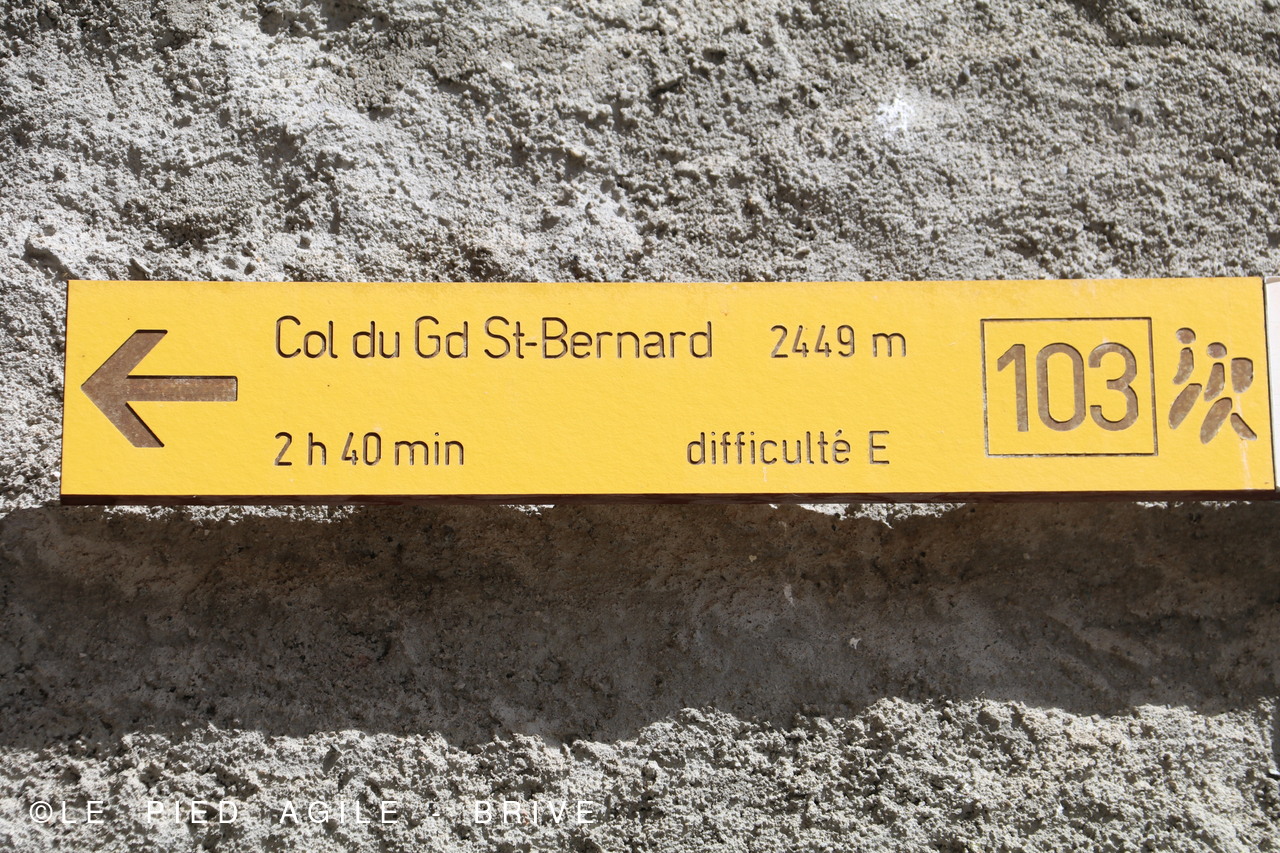 Col du Gd St-Bernard 2449 m
2 h 40 min difficulté E
103
©LE PIED AGILE - BRIVE